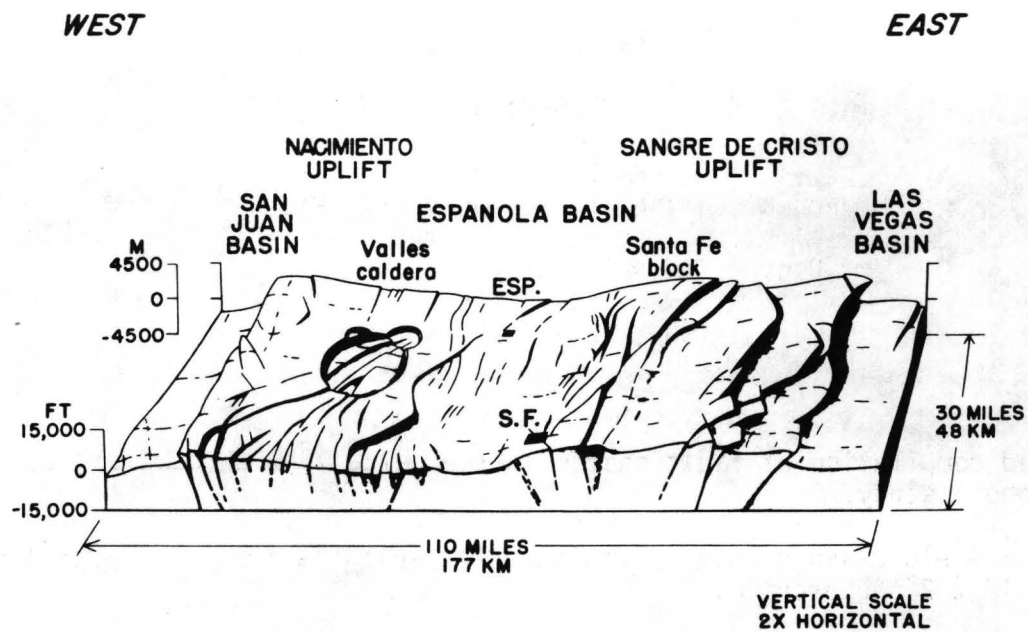 WEST
EAST
NACIMIENTO
UPLIFT
SANGRE DE CRISTO
UPLIFT
SAN
JUAN
BASIN
ESPANOLA BASIN
LAS
VEGAS
BASIN
Valles
caldera
Santa Fe
block
ESP.
M
4500
0
-4500
S.F.
FT
15,000
0
-15,000
30 MILES
48 KM
110 MILES
177 KM
VERTICAL SCALE
2X HORIZONTAL